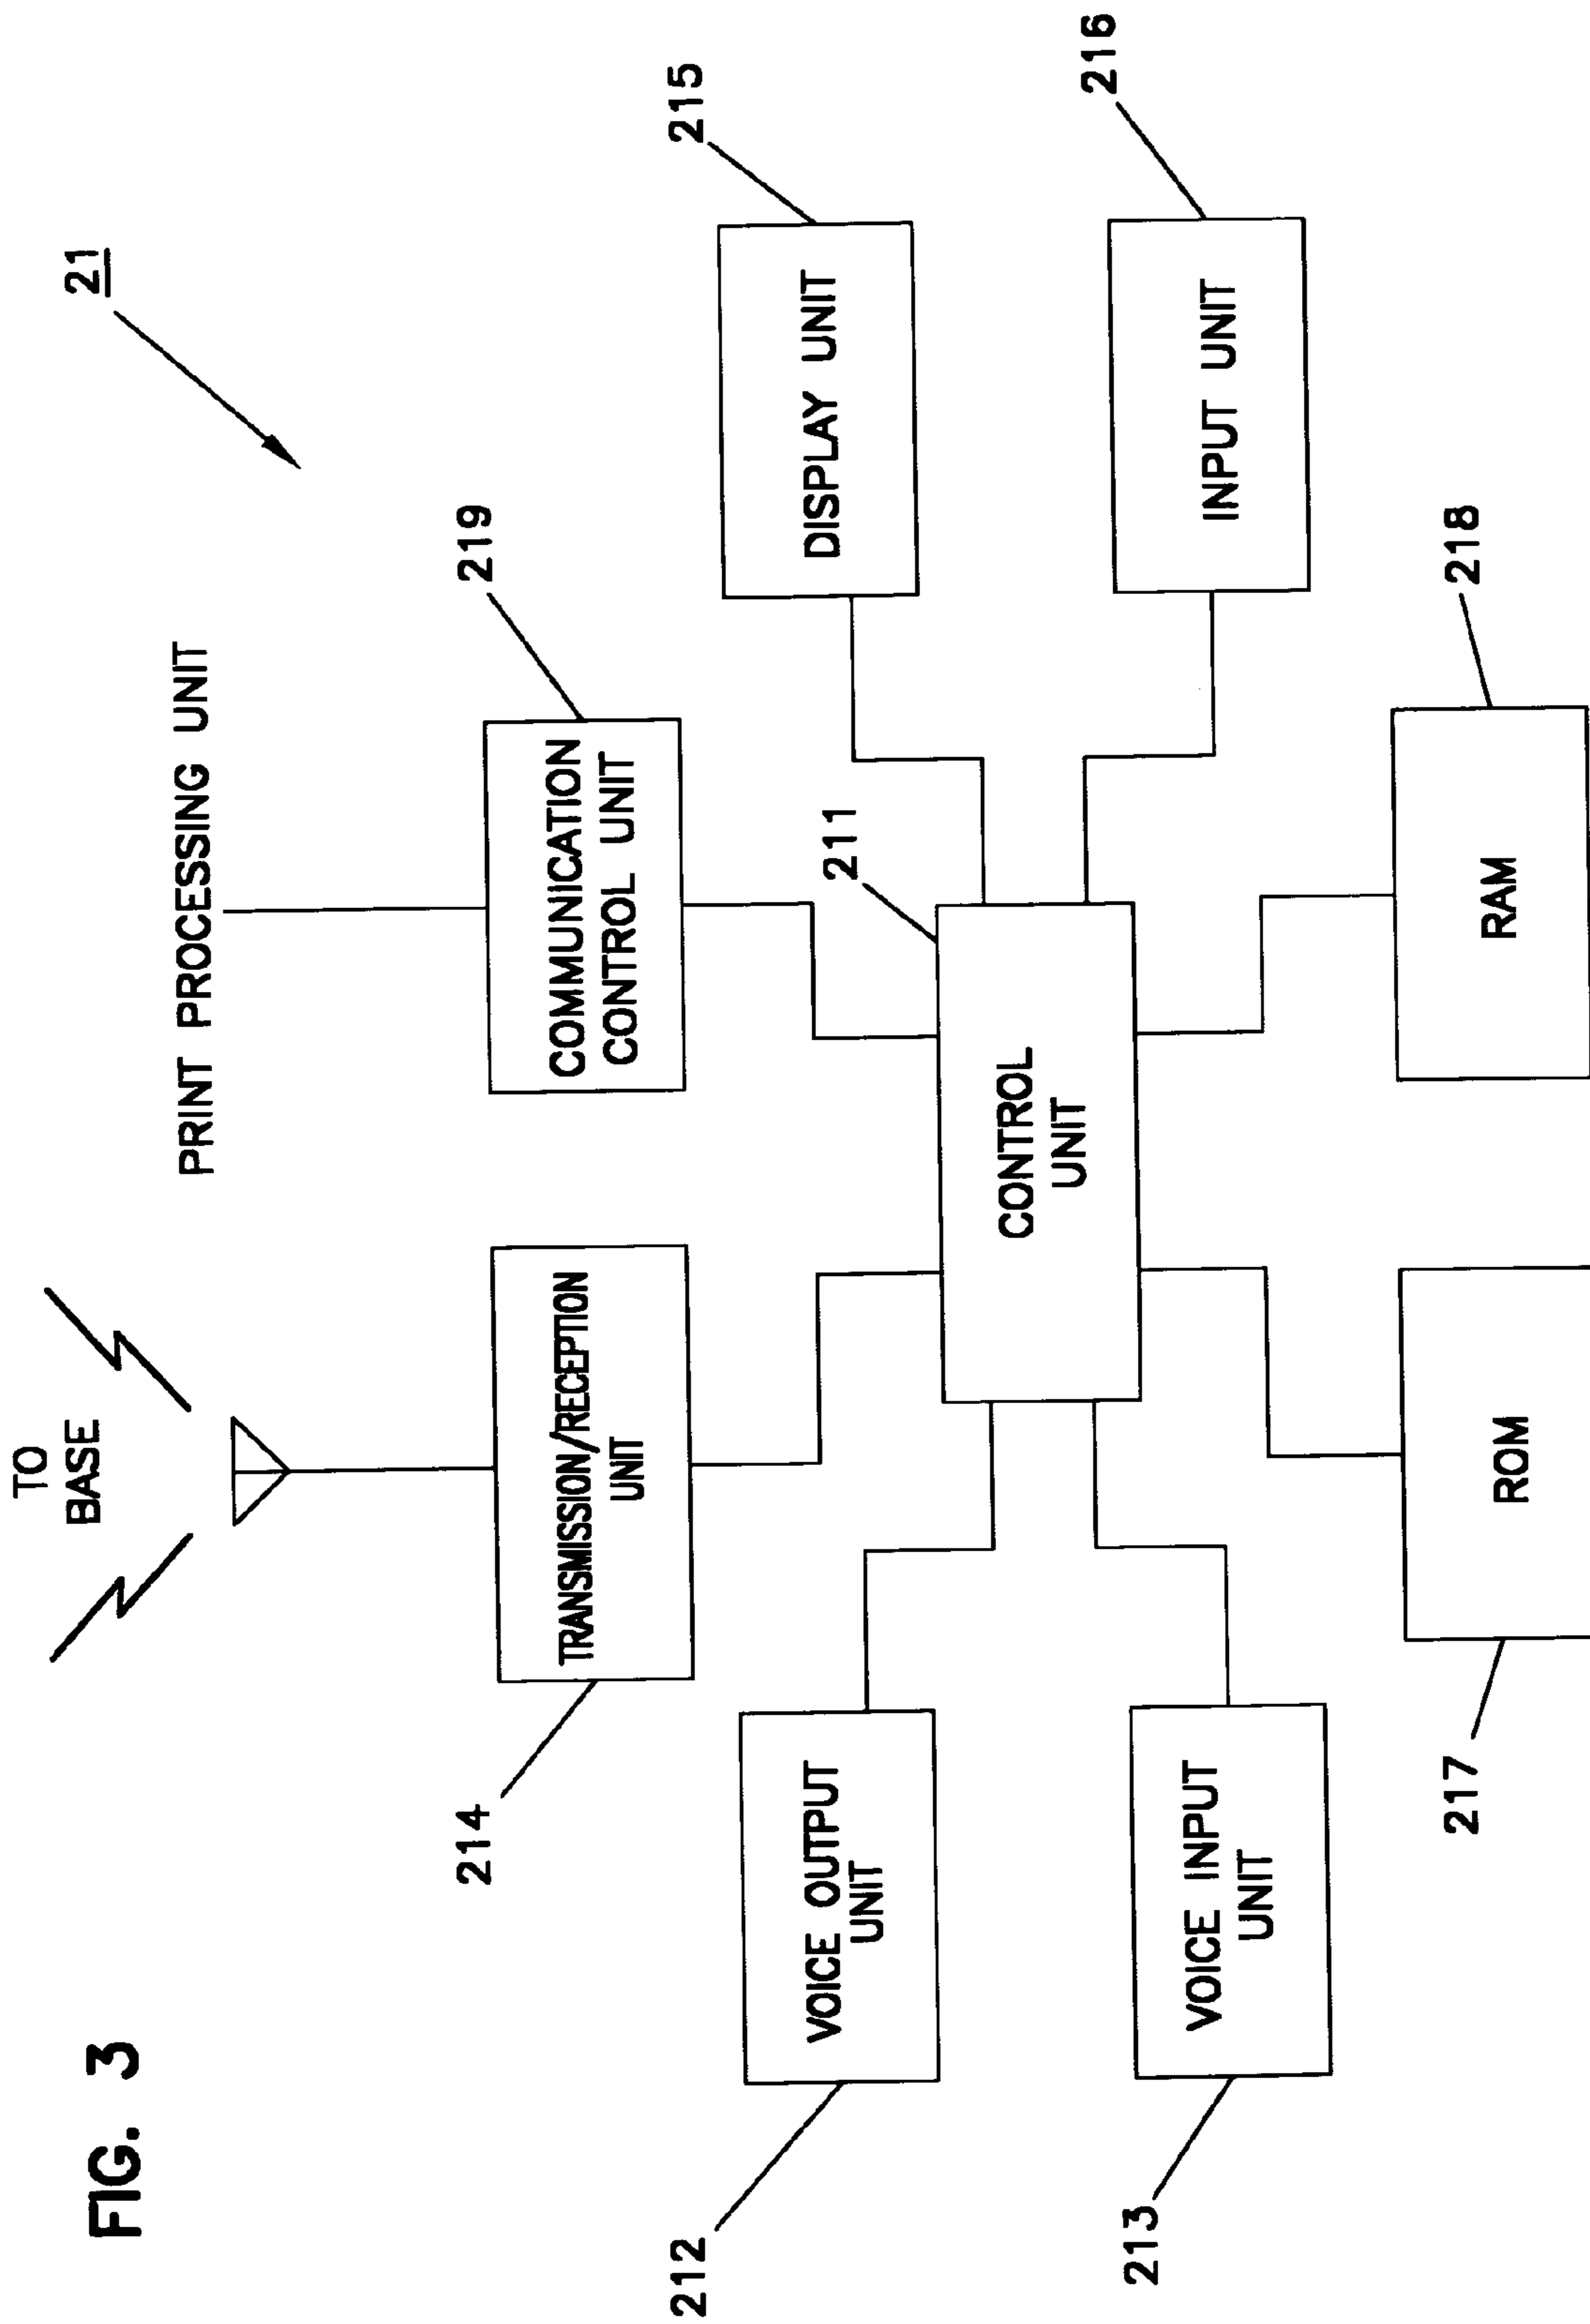 FIG. 3
TO
BASE
PRINT PROCESSING UNIT
21
214
TRANSMISSION/RECEPTION
UNIT
219
COMMUNICATION
CONTROL UNIT
212
VOICE OUTPUT
UNIT
215
DISPLAY UNIT
211
CONTROL
UNIT
213
VOICE INPUT
UNIT
216
INPUT UNIT
217
ROM
218
RAM